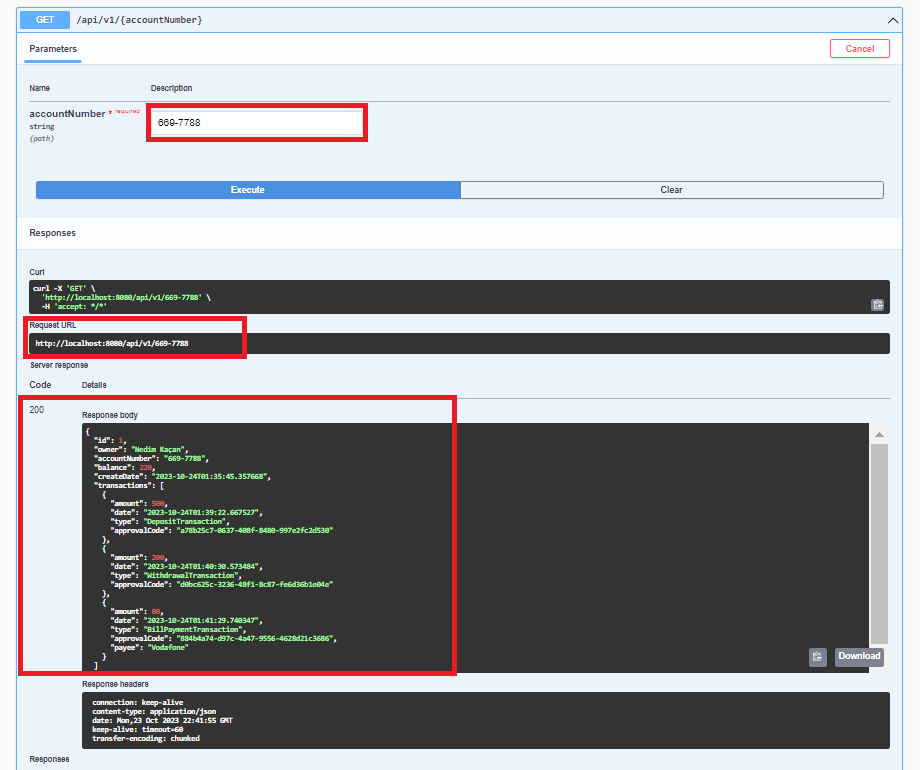 GET /api/v1/{accountNumber}
Parameters
Cancel
Name Description
accountNumber * required
string
(path)
669-7788
Execute Clear
Responses
Curl
curl -X 'GET' \
'http://localhost:8080/api/v1/669-7788' \
-H 'accept: */*'
Request URL
http://localhost:8080/api/v1/669-7788
Server response
Code Details
200
Response body
{
"id": 1,
"owner": "Nedim Kaçan",
"accountNumber": "669-7788",
"balance": 220,
"createDate": "2023-10-24T01:35:45.357668",
"transactions": [
{
"amount": 500,
"date": "2023-10-24T01:39:22.667527",
"type": "DepositTransaction",
"approvalCode": "a78b25c7-0637-400f-8480-997e2fc2d530"
},
{
"amount": 200,
"date": "2023-10-24T01:40:30.573484",
"type": "WithdrawalTransaction",
"approvalCode": "d0bc625c-3236-48f1-8c87-fe6d36b1e04e"
},
{
"amount": 80,
"date": "2023-10-24T01:41:29.740347",
"type": "BillPaymentTransaction",
"approvalCode": "884b4a74-d97c-4a47-9556-4628d21c3686",
"payee": "Vodafone"
}
]
Download
Response headers
connection: keep-alive
content-type: application/json
date: Mon,23 Oct 2023 22:41:55 GMT
keep-alive: timeout=60
transfer-encoding: chunked
Responses